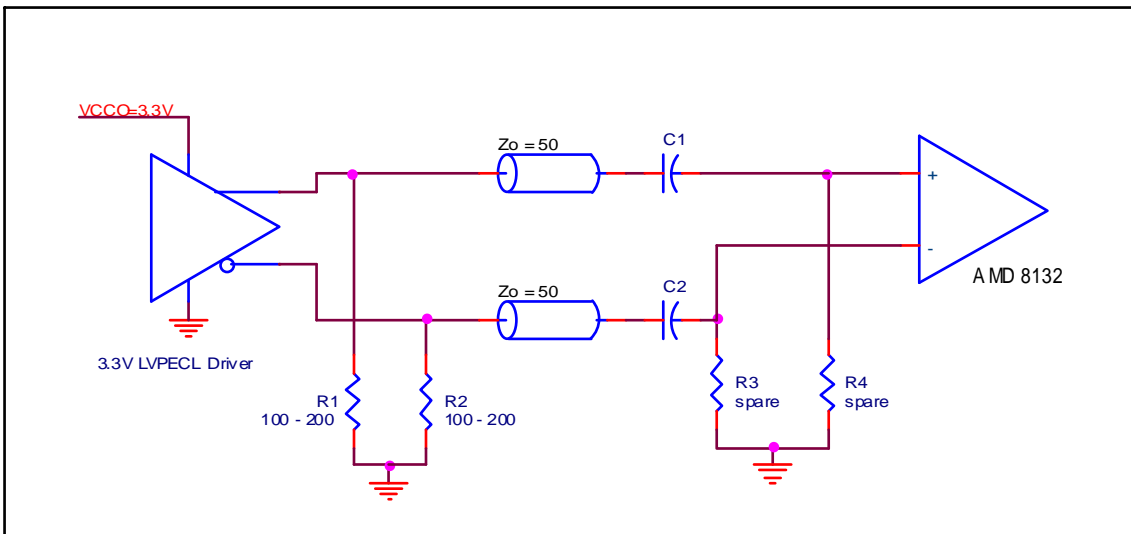 VCCO=3.3V
Zo = 50
C1
+
-
AMD 8132
Zo = 50
C2
3.3V LVPECL Driver
R1
100 - 200
R2
100 - 200
R3
spare
R4
spare